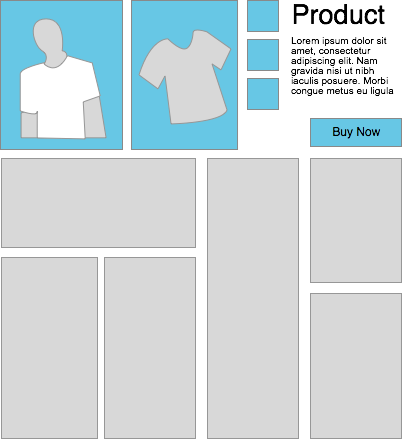 Product
Lorem ipsum dolor sit
amet, consectetur
adipiscing elit. Nam
gravida nisi ut nibh
iaculis posuere. Morbi
congue metus eu ligula
Buy Now